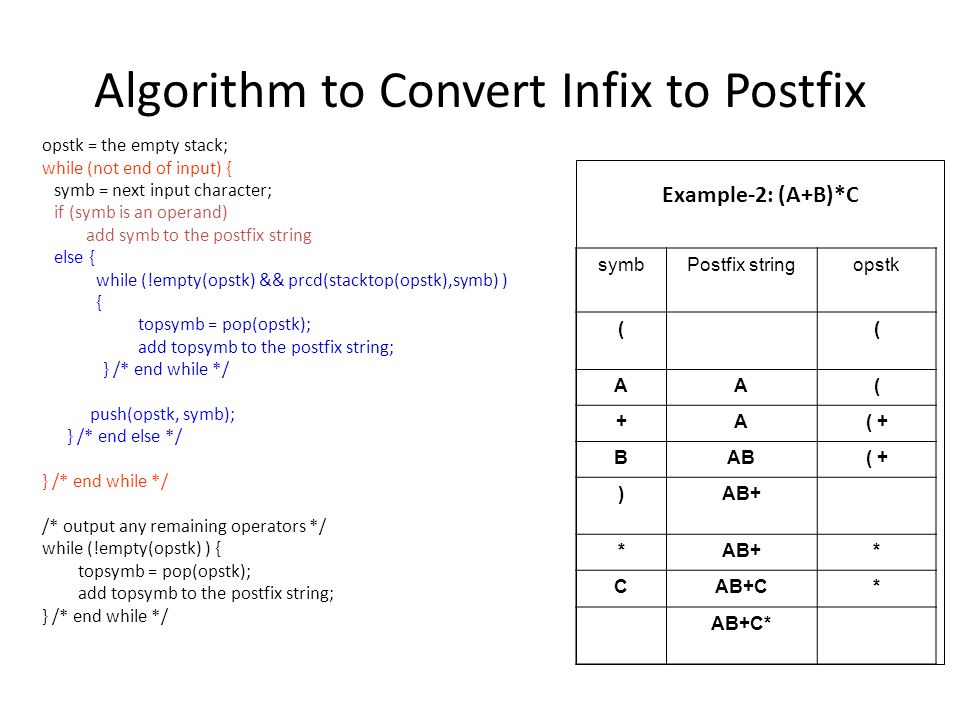 Algorithm to Convert Infix to Postfix
opstk = the empty stack;
while (not end of input) {
symb = next input character;
if (symb is an operand)
add symb to the postfix string
else {
while (!empty(opstk) && prcd(stacktop(opstk),symb) )
{
topsymb = pop(opstk);
add topsymb to the postfix string;
} /* end while */
push(opstk, symb);
} /* end else */
} /* end while */
/* output any remaining operators */
while (!empty(opstk) ) {
topsymb = pop(opstk);
add topsymb to the postfix string;
} /* end while */
Example-2: (A+B)*C
symb Postfix string opstk
( (
A A (
+ A ( +
B AB ( +
) AB+
* AB+ *
C AB+C *
AB+C*